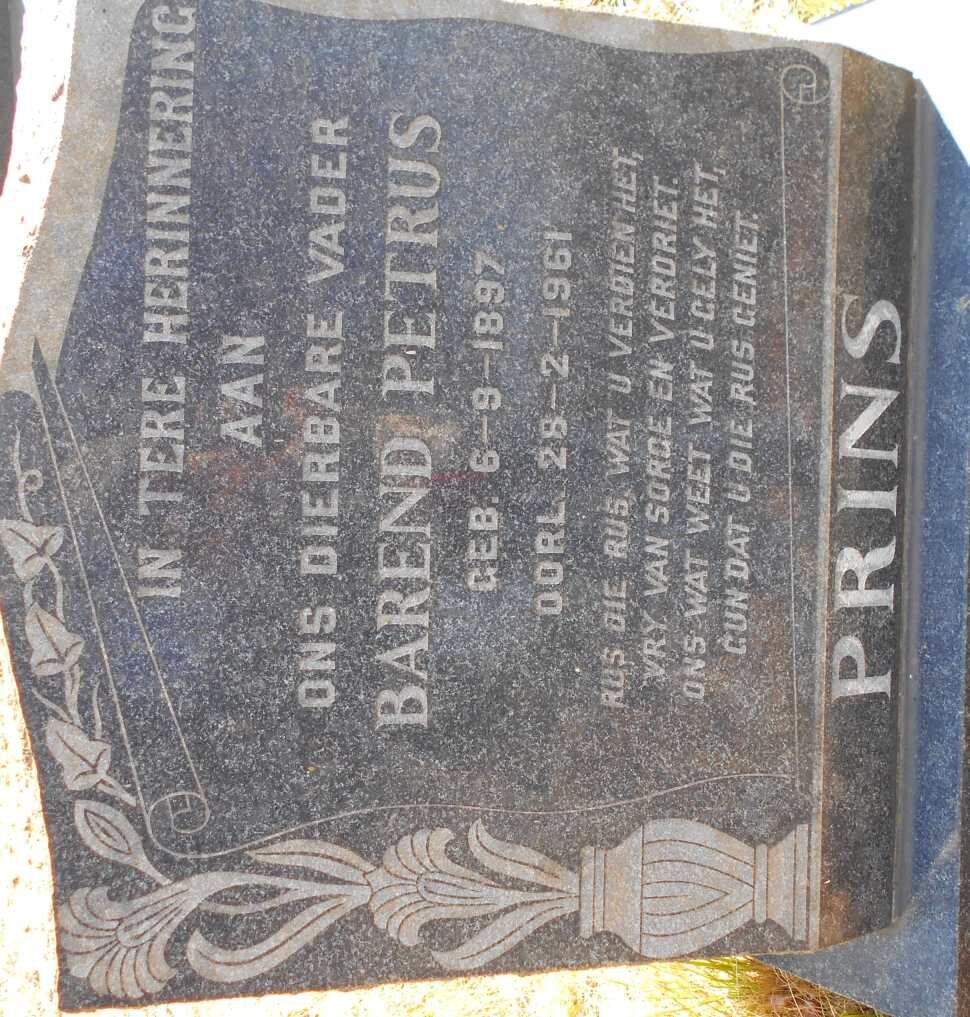 IN TERE HERINNERING
AAN
ONS DIERBARE VADER
BAREND PETRUS
GEB. 6-9-1897
OORL. 28-2-1961
RUS DIE RUS, WAT U VERDIEN HET,
VRY VAN SORGE EN VERDRIET.
ONS WAT WEET WAT U GELY HET,
GUN DAT U DIE RUS GENIET.
PRINS